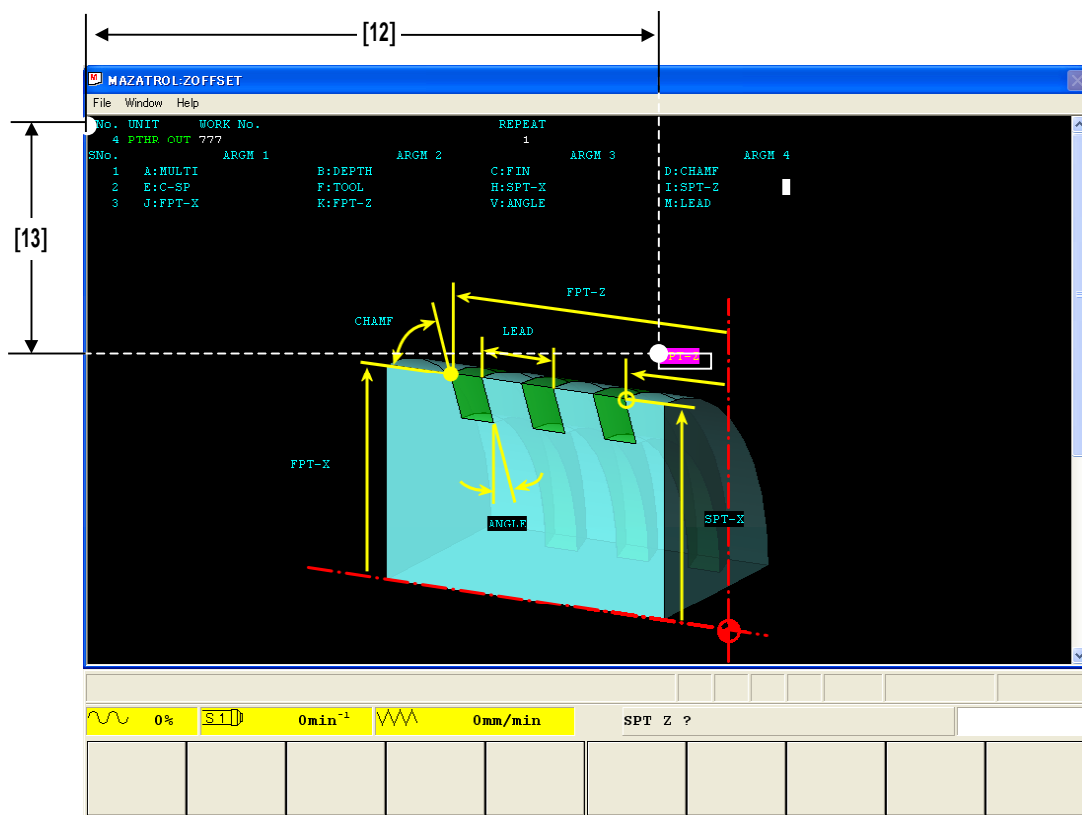 [12]
MAZATROL:ZOFFSET
File Window Help
No. UNIT WORK No. REPEAT
4 PTHR OUT 777 1
SNo. ARGM 1 ARGM 2 ARGM 3 ARGM 4
1 A:MULTI B:DEPTH C:FIN D:CHAMF
2 E:C-SP F:TOOL H:SPT-X I:SPT-Z
3 J:FPT-X K:FPT-Z V:ANGLE M:LEAD
[13]
FPT-Z
CHAMF
LEAD
PT-Z
FPT-X
ANGLE
SPT-X
0% S1 0min⁻¹ 0mm/min SPT Z ?